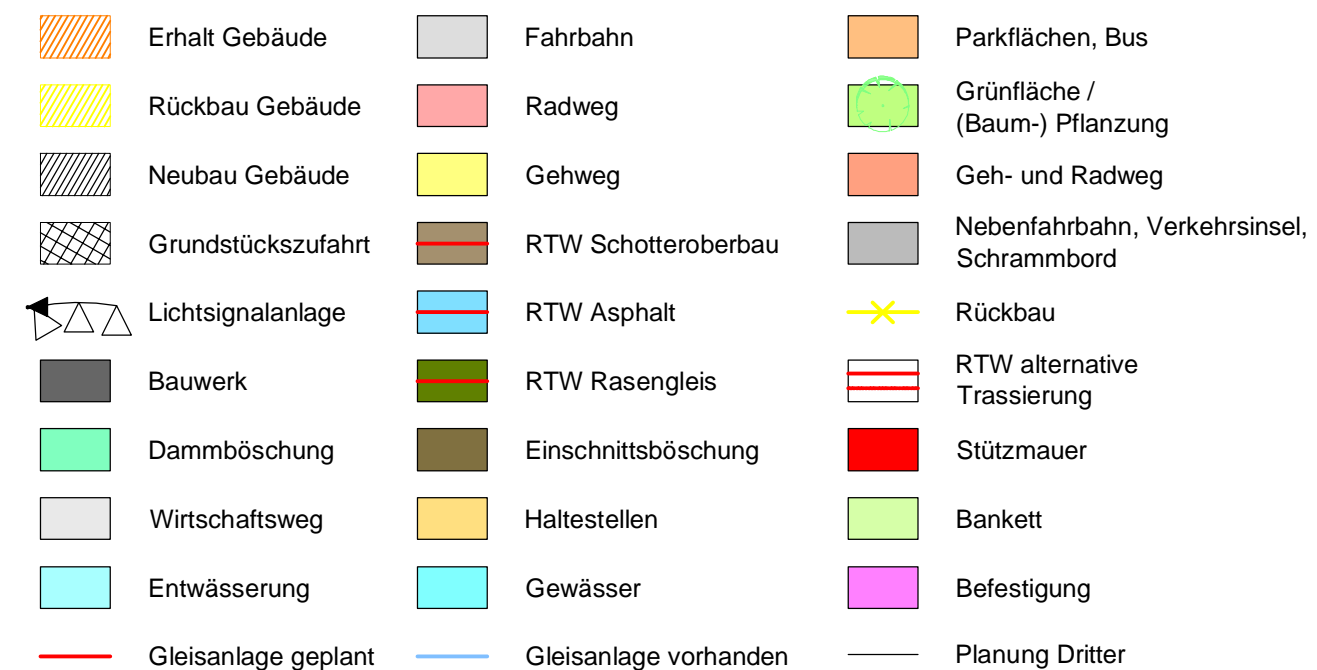 Erhalt Gebäude
Fahrbahn
Parkflächen, Bus
Rückbau Gebäude
Radweg
Grünfläche /
(Baum-) Pflanzung
Neubau Gebäude
Gehweg
Geh- und Radweg
Grundstückszufahrt
RTW Schotteroberbau
Nebenfahrbahn, Verkehrsinsel,
Schrammbord
Lichtsignalanlage
RTW Asphalt
Rückbau
Bauwerk
RTW Rasengleis
RTW alternative
Trassierung
Dammböschung
Einschnittsböschung
Stützmauer
Wirtschaftsweg
Haltestellen
Bankett
Entwässerung
Gewässer
Befestigung
Gleisanlage geplant
Gleisanlage vorhanden
Planung Dritter